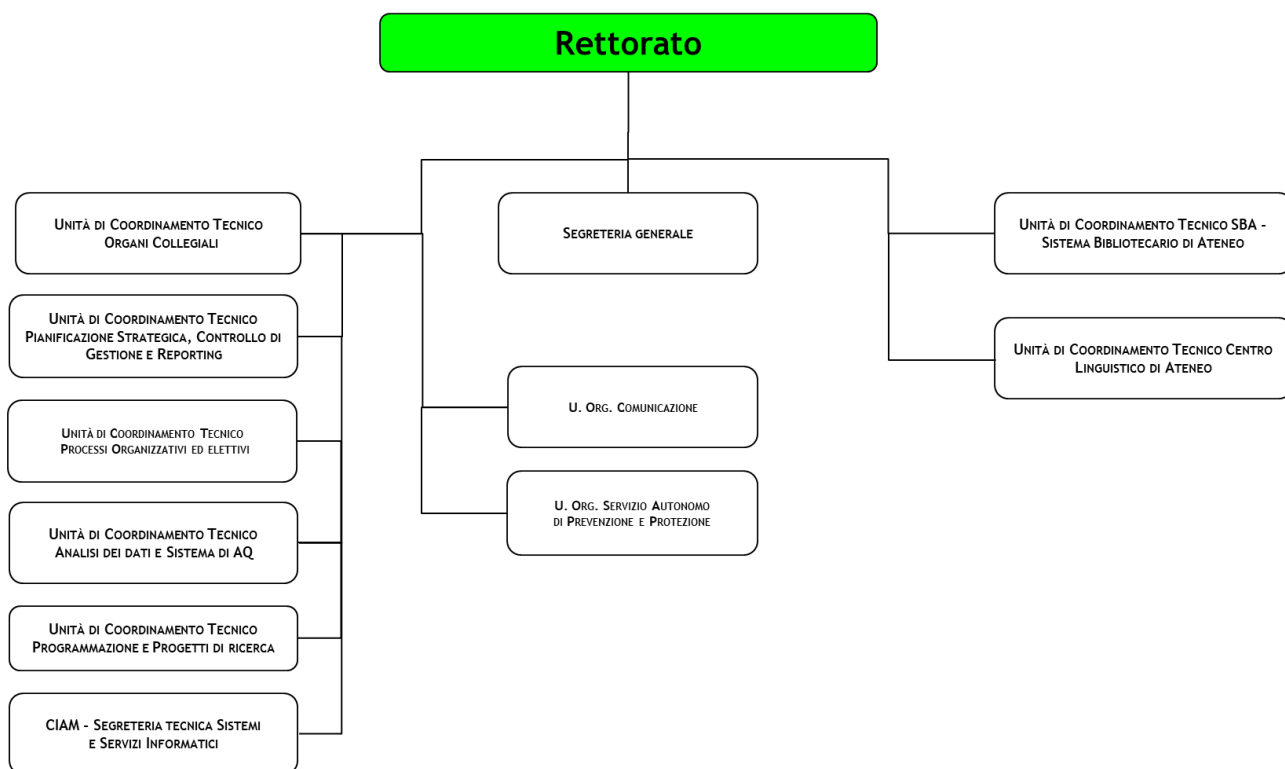 Rettorato
Unità di Coordinamento Tecnico
Organi Collegiali
Segreteria generale
Unità di Coordinamento Tecnico SBA -
Sistema Bibliotecario di Ateneo
Unità di Coordinamento Tecnico
Pianificazione Strategica, Controllo di
Gestione e Reporting
Unità di Coordinamento Tecnico Centro
Linguistico di Ateneo
Unità di Coordinamento Tecnico
Processi Organizzativi ed elettivi
U. Org. Comunicazione
Unità di Coordinamento Tecnico
Analisi dei dati e Sistema di AQ
U. Org. Servizio Autonomo
di Prevenzione e Protezione
Unità di Coordinamento Tecnico
Programmazione e Progetti di ricerca
CIAM - Segreteria tecnica Sistemi
e Servizi Informatici